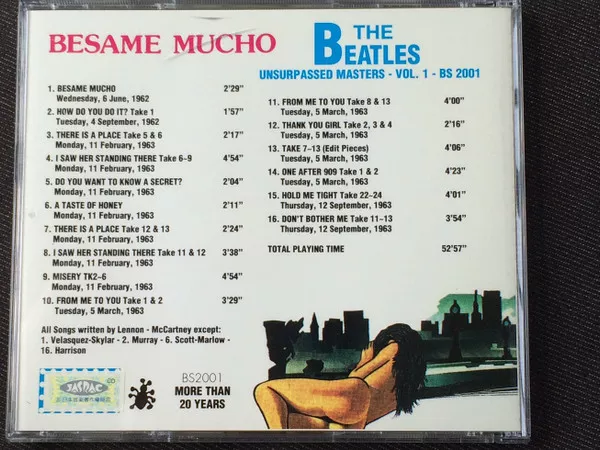 BESAME MUCHO
THE
BEATLES
UNSURPASSED MASTERS - VOL. 1 - BS 2001
1. BESAME MUCHO 2'29"
Wednesday, 6 June, 1962
2. HOW DO YOU DO IT? Take 1 1'57"
Tuesday, 4 September, 1962
3. THERE IS A PLACE Take 5 & 6 2'17"
Monday, 11 February, 1963
4. I SAW HER STANDING Take 6-9 4'54"
Monday, 11 February, 1963
5. DO YOU WANT TO KNOW A SECRET? 2'04"
Monday, 11 February, 1963
6. A TASTE OF HONEY 2'11"
Monday, 11 February, 1963
7. THERE IS A PLACE Take 12 & 13 2'24"
Monday, 11 February, 1963
8. I SAW HER STANDING THERE Take 11 & 12 3'38"
Monday, 11 February, 1963
9. MISERY TK2-6 4'54"
Monday, 11 February, 1963
10. FROM ME TO YOU Take 1 & 2 3'29"
Tuesday, 5 March, 1963
11. FROM ME TO YOU Take 8 & 13 4'00"
Tuesday, 5 March, 1963
12. THANK YOU GIRL Take 2, 3 & 4 2'16"
Tuesday, 5 March, 1963
13. TAKE 7-13 (Edit Pieces) 4'06"
Tuesday, 5 March, 1963
14. ONE AFTER 909 Take 1 & 2 4'23"
Tuesday, 5 March, 1963
15. HOLD ME TIGHT Take 22-24 4'01"
Thursday, 12 September, 1963
16. DON'T BOTHER ME Take 11-13 3'54"
Thursday, 12 September, 1963
TOTAL PLAYING TIME 52'57"
All Songs written by Lennon - McCartney except:
1. Velasquez-Skylar - 2. Murray - 6. Scott-Marlow -
16. Harrison
JASRAC
BS2001
MORE THAN
20 YEARS